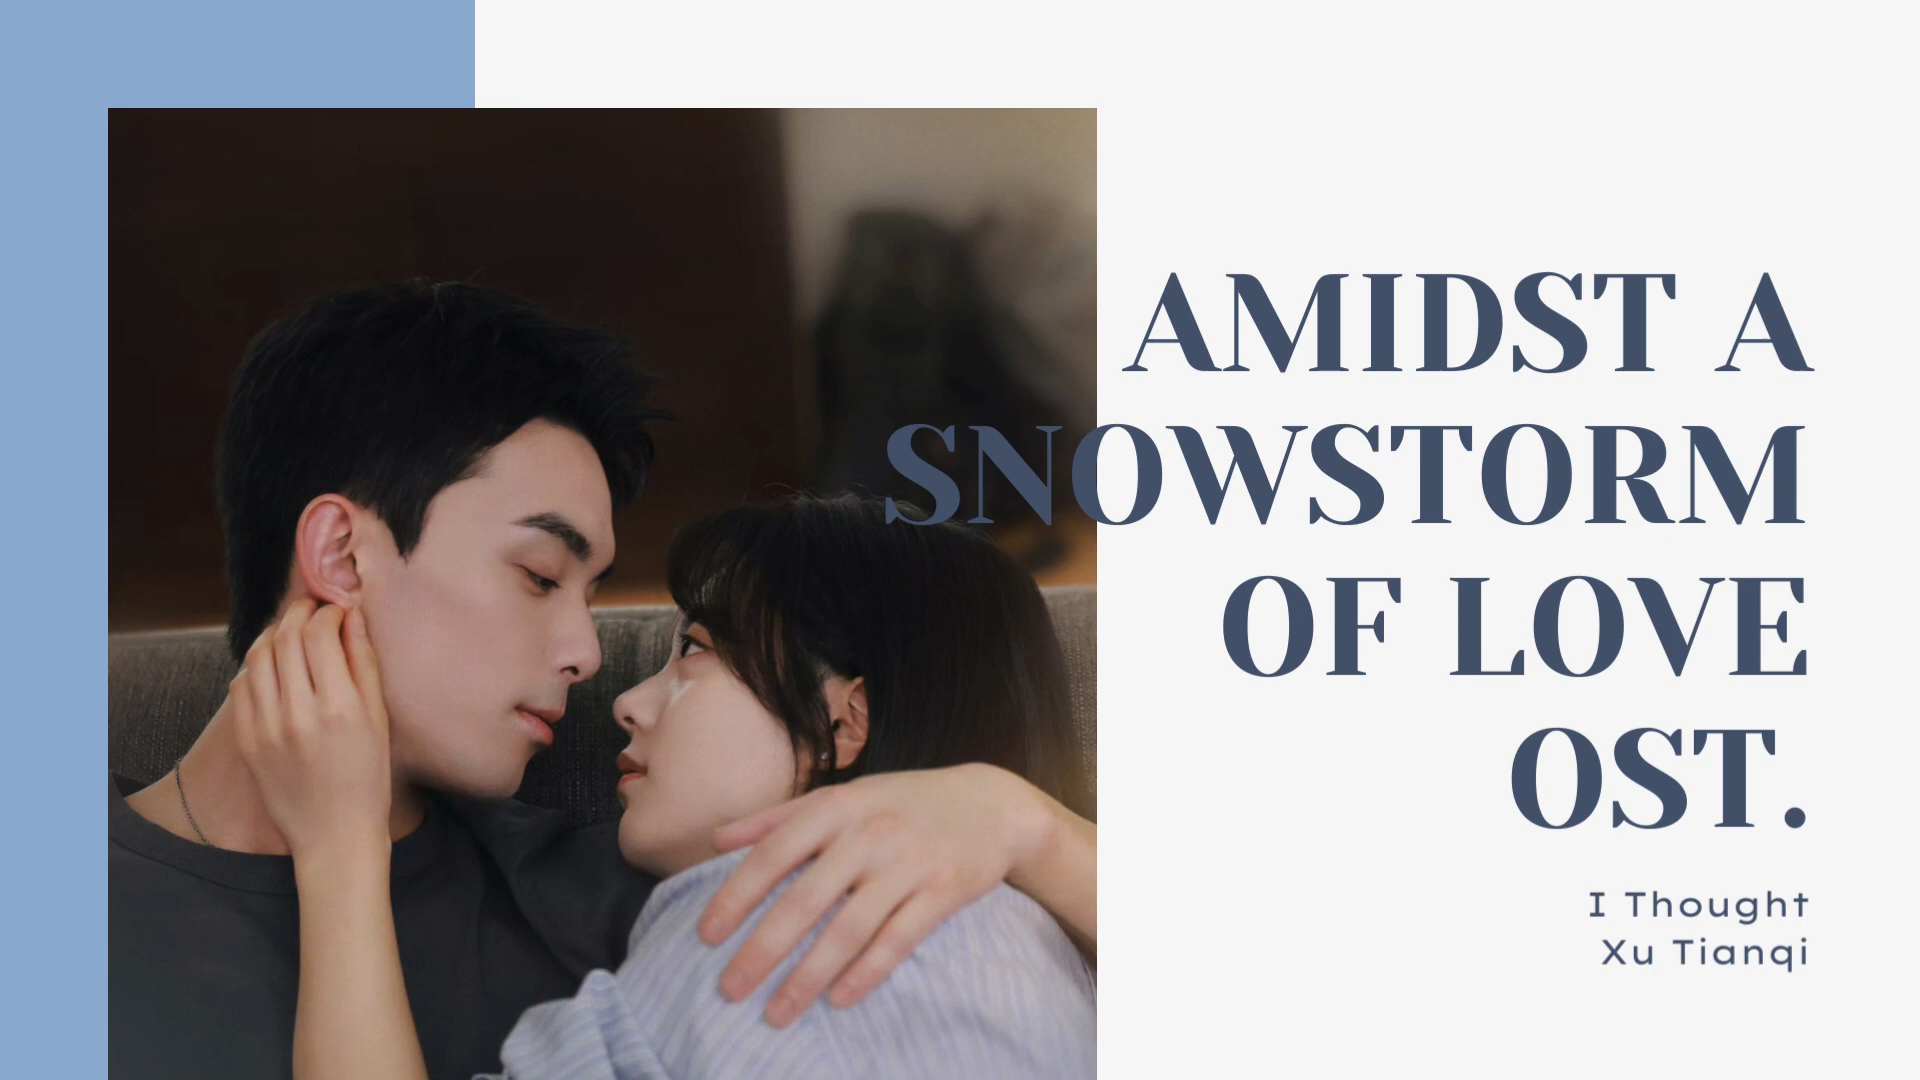 AMIDST A
SNOWSTORM
OF LOVE
OST.
I Thought
Xu Tianqi